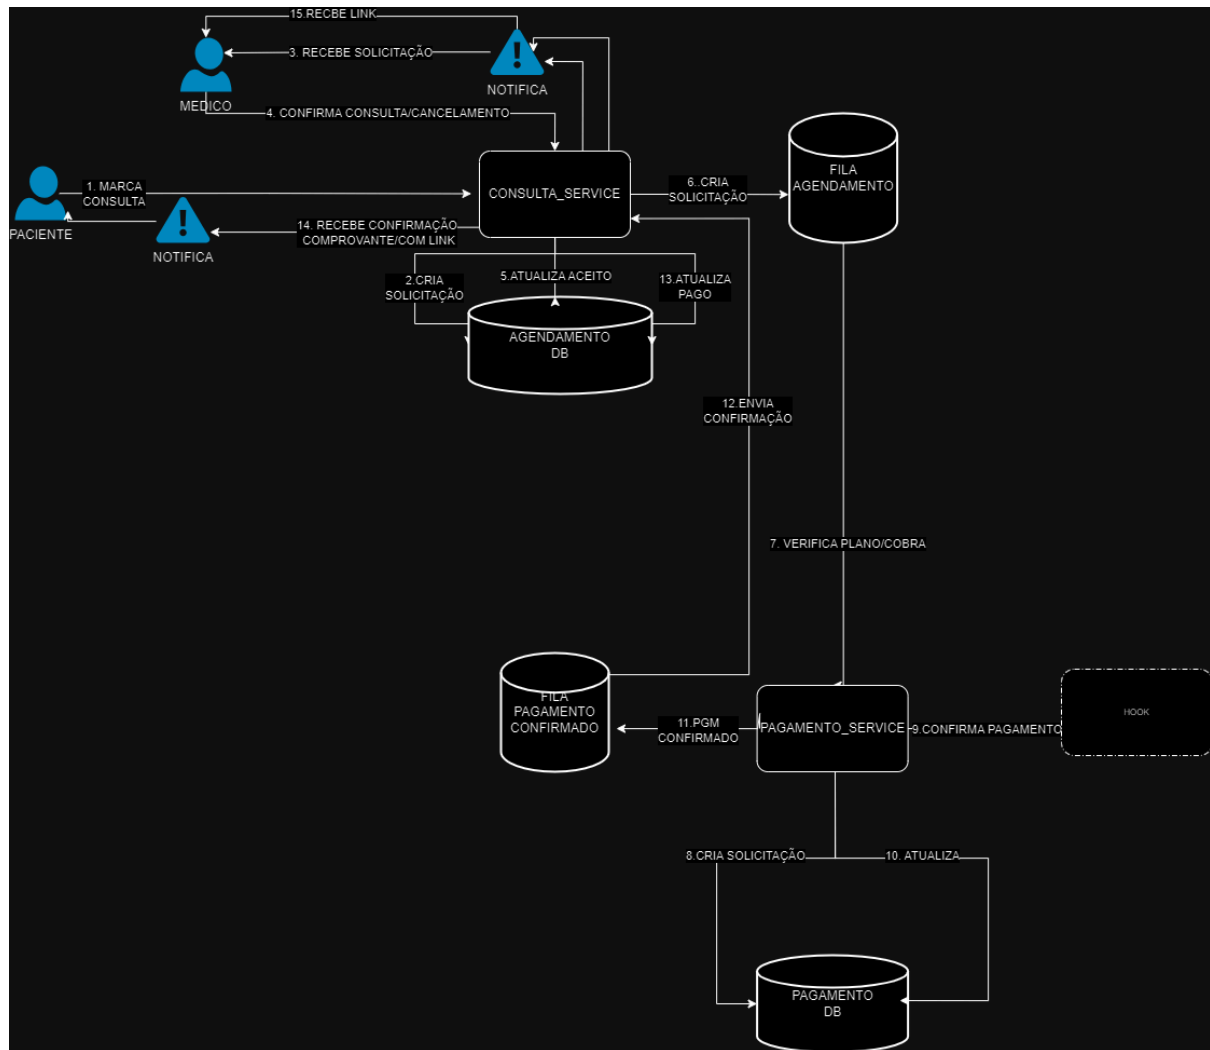 15.RECBE LINK
3. RECEBE SOLICITAÇÃO
NOTIFICA
MEDICO
4. CONFIRMA CONSULTA/CANCELAMENTO
FILA
AGENDAMENTO
1. MARCA
CONSULTA
CONSULTA_SERVICE
6..CRIA
SOLICITAÇÃO
PACIENTE
14. RECEBE CONFIRMAÇÃO
COMPROVANTE/COM LINK
NOTIFICA
2.CRIA
SOLICITAÇÃO
5.ATUALIZA ACEITO
13.ATUALIZA
PAGO
AGENDAMENTO
DB
12.ENVIA
CONFIRMAÇÃO
7. VERIFICA PLANO/COBRA
FILA
PAGAMENTO
CONFIRMADO
11.PGM
CONFIRMADO
PAGAMENTO_SERVICE
9.CONFIRMA PAGAMENTO
HOOK
8.CRIA SOLICITAÇÃO
10. ATUALIZA
PAGAMENTO
DB